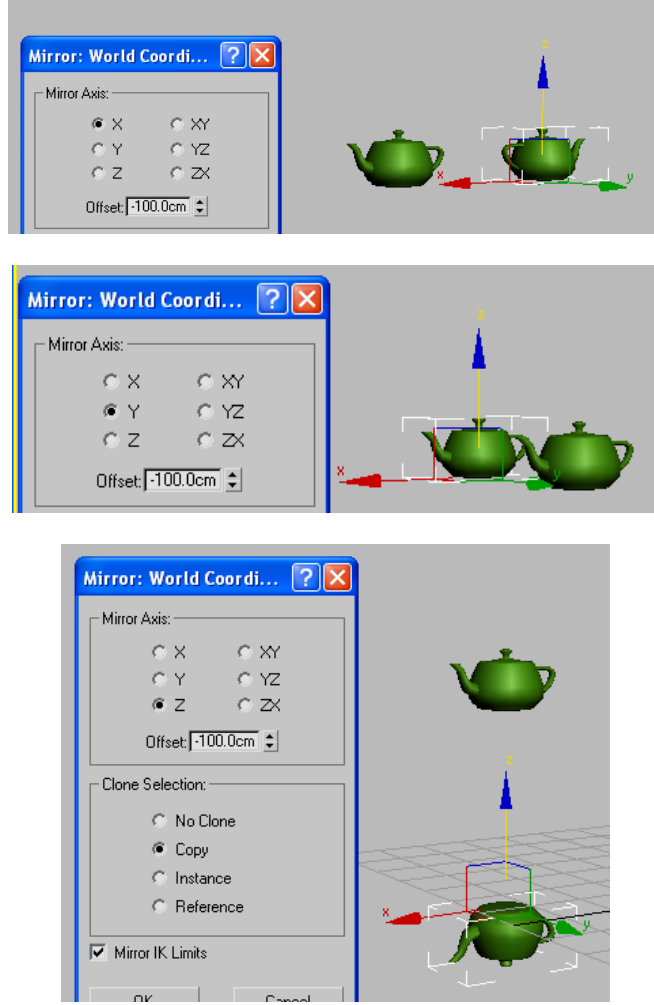 Mirror: World Coordi... ?
Mirror Axis:
X XY
Y YZ
Z ZX
Offset: -100.0cm
z
x
y
Mirror: World Coordi... ?
Mirror Axis:
X XY
Y YZ
Z ZX
Offset: -100.0cm
z
x
y
Mirror: World Coordi... ?
Mirror Axis:
X XY
Y YZ
Z ZX
Offset: -100.0cm
Clone Selection:
No Clone
Copy
Instance
Reference
Mirror IK Limits
OK Cancel
z
x
y